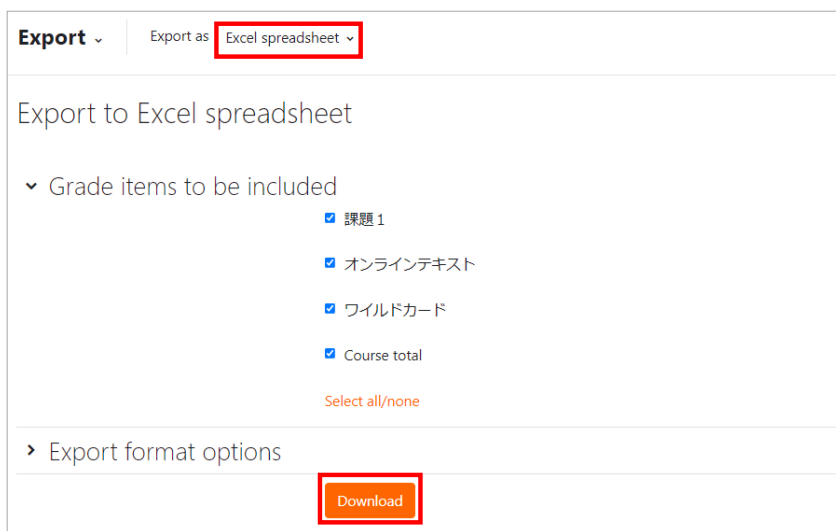 Export
Export as Excel spreadsheet
Export to Excel spreadsheet
Grade items to be included
課題1
オンラインテキスト
ワイルドカード
Course total
Select all/none
Export format options
Download